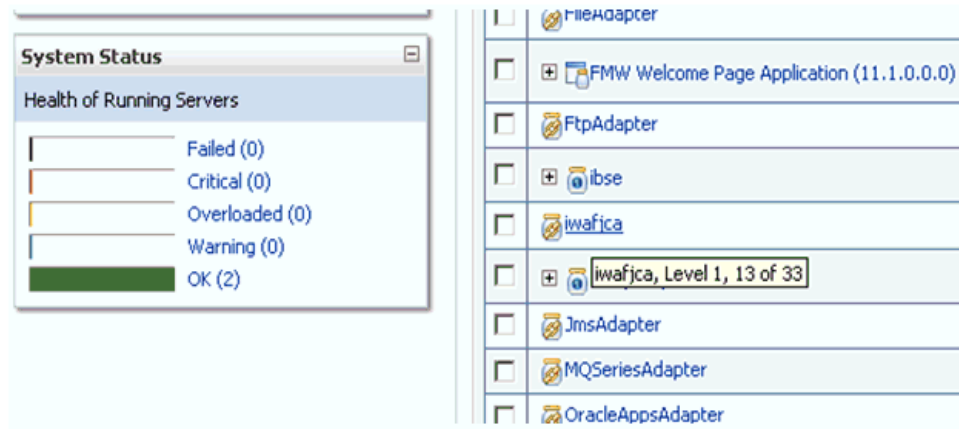 System Status
Health of Running Servers
Failed (0)
Critical (0)
Overloaded (0)
Warning (0)
OK (2)
FileAdapter
FMW Welcome Page Application (11.1.0.0.0)
FtpAdapter
ibse
iwafjca
iwafjca, Level 1, 13 of 33
JmsAdapter
MQSeriesAdapter
OracleAppsAdapter